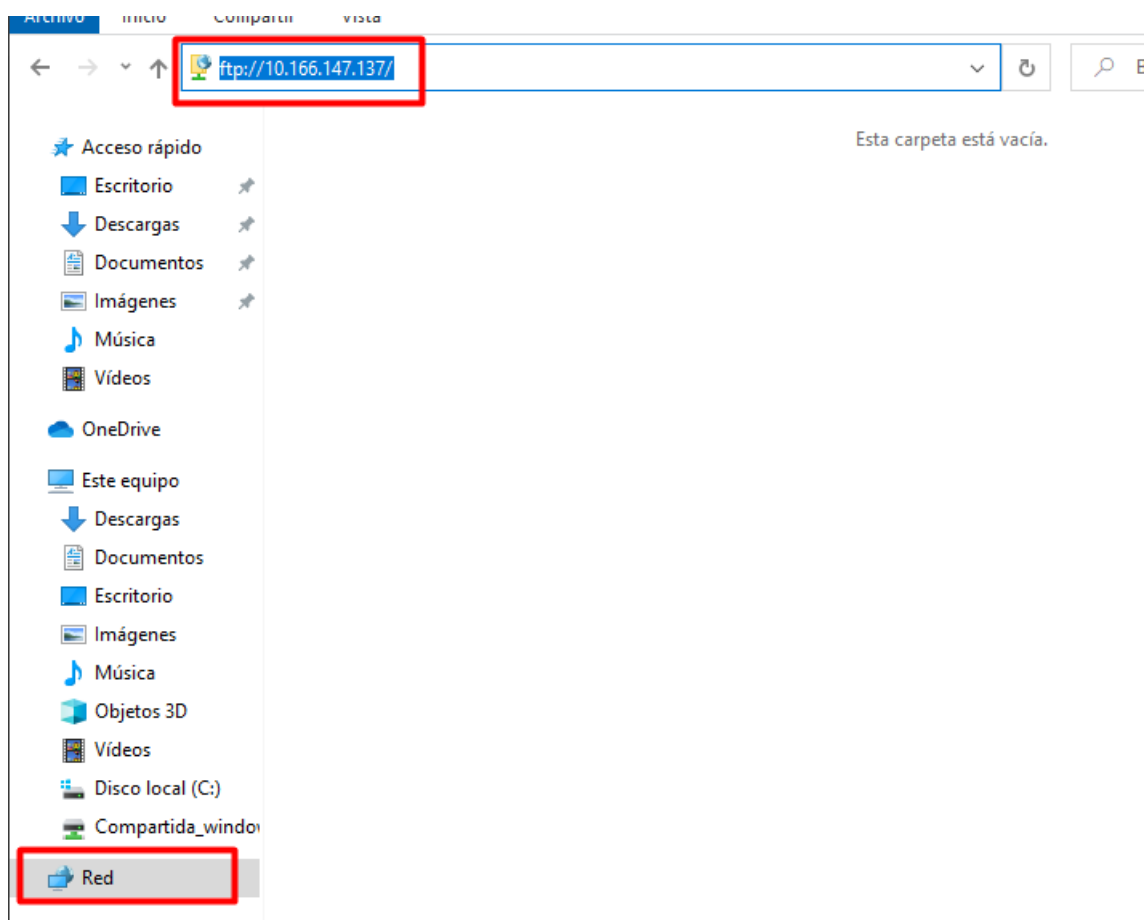 Archivo Inicio Compartir Vista
ftp://10.166.147.137/
Esta carpeta está vacía.
Acceso rápido
Escritorio
Descargas
Documentos
Imágenes
Música
Vídeos
OneDrive
Este equipo
Descargas
Documentos
Escritorio
Imágenes
Música
Objetos 3D
Vídeos
Disco local (C:)
Compartida_window
Red